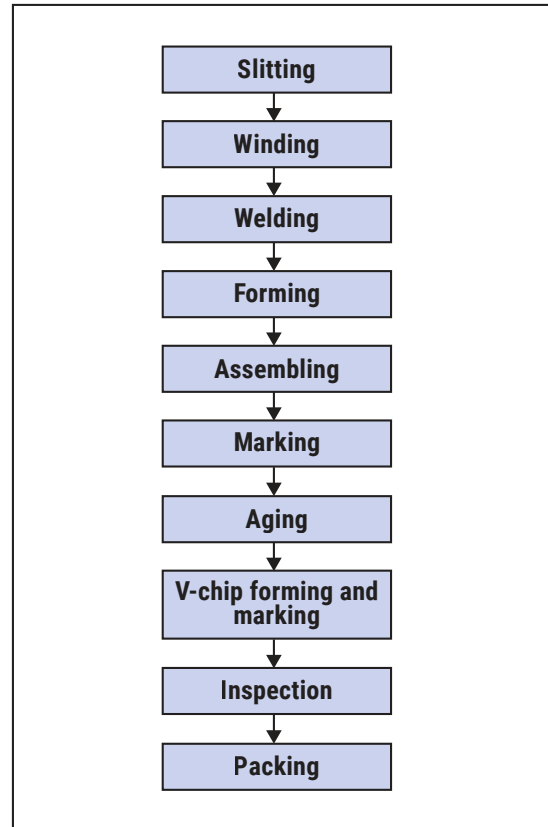 Slitting
Winding
Welding
Forming
Assembling
Marking
Aging
V-chip forming and
marking
Inspection
Packing